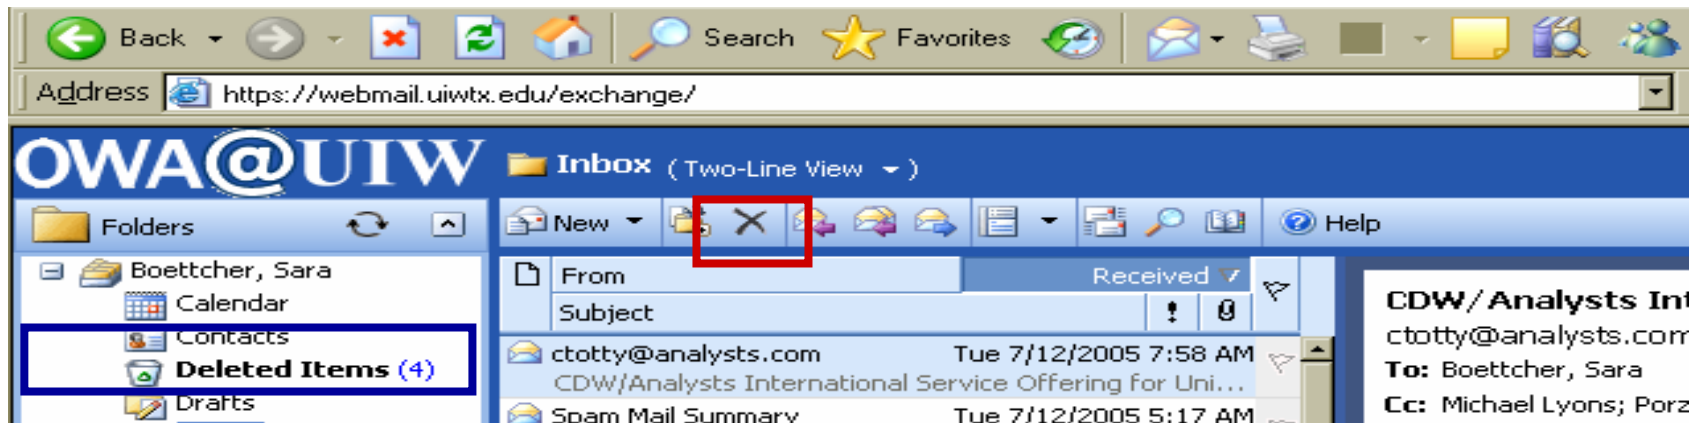 Back Search Favorites
Address https://webmail.uiwtx.edu/exchange/
OWA@UIW Inbox (Two-Line View )
Folders New Help
Boettcher, Sara
Calendar
Contacts
Deleted Items (4)
Drafts
From Received
Subject
ctotty@analysts.com Tue 7/12/2005 7:58 AM
CDW/Analysts International Service Offering for Uni...
Spam Mail Summary Tue 7/12/2005 5:17 AM
CDW/Analysts Int
ctotty@analysts.com
To: Boettcher, Sara
Cc: Michael Lyons; Porz